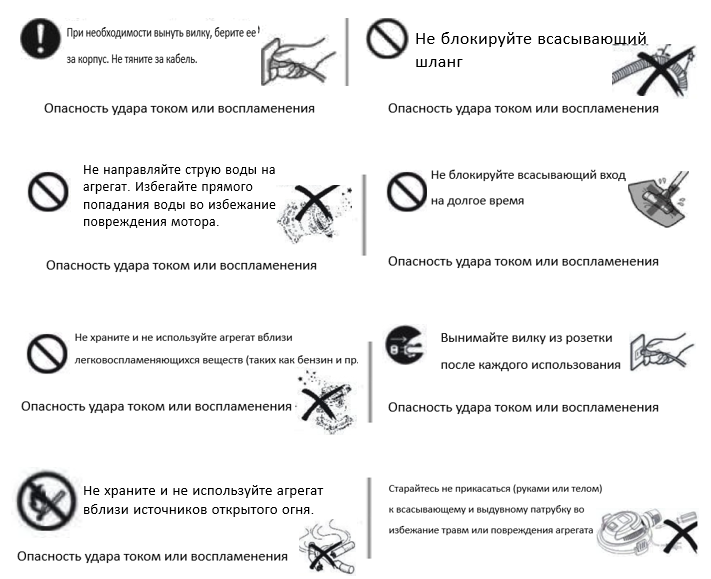 При необходимости вынуть вилку, берите ее
за корпус. Не тяните за кабель.
Опасность удара током или воспламенения
Не блокируйте всасывающий
шланг
Опасность удара током или воспламенения
Не направляйте струю воды на
агрегат. Избегайте прямого
попадания воды во избежание
повреждения мотора.
Опасность удара током или воспламенения
Не блокируйте всасывающий вход
на долгое время
Опасность удара током или воспламенения
Не храните и не используйте агрегат вблизи
легковоспламеняющихся веществ (таких как бензин и пр.
Опасность удара током или воспламенения
Вынимайте вилку из розетки
после каждого использования
Опасность удара током или воспламенения
Не храните и не используйте агрегат
вблизи источников открытого огня.
Опасность удара током или воспламенения
Старайтесь не прикасаться (руками или телом)
к всасывающему и выдувному патрубку во
избежание травм или повреждения агрегата